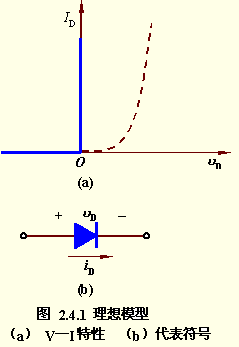 I_D
O
υ_D
(a)
+ υ_D −
i_D
(b)
图 2.4.1 理想模型
(a) V—I特性 (b)代表符号